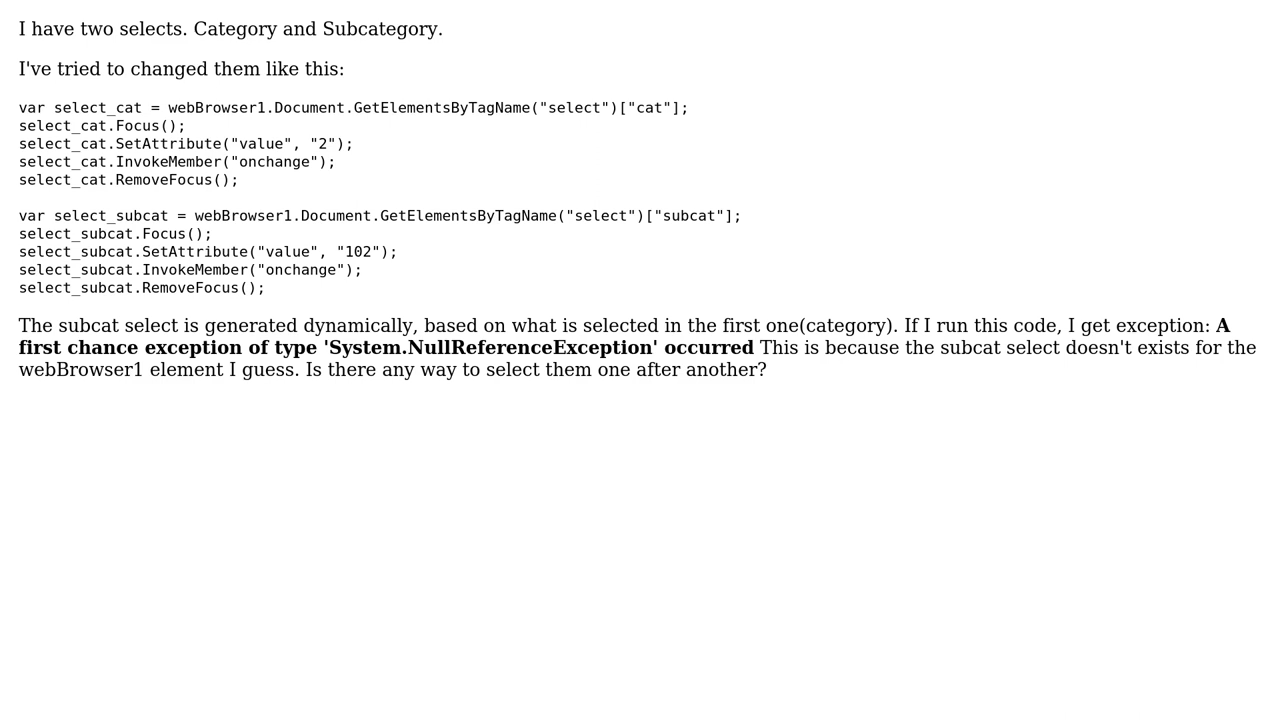 I have two selects. Category and Subcategory.
I've tried to changed them like this:
var select_cat = webBrowser1.Document.GetElementsByTagName("select")["cat"];
select_cat.Focus();
select_cat.SetAttribute("value", "2");
select_cat.InvokeMember("onchange");
select_cat.RemoveFocus();
var select_subcat = webBrowser1.Document.GetElementsByTagName("select")["subcat"];
select_subcat.Focus();
select_subcat.SetAttribute("value", "102");
select_subcat.InvokeMember("onchange");
select_subcat.RemoveFocus();
The subcat select is generated dynamically, based on what is selected in the first one(category). If I run this code, I get exception: A
first chance exception of type 'System.NullReferenceException' occurred This is because the subcat select doesn't exists for the
webBrowser1 element I guess. Is there any way to select them one after another?